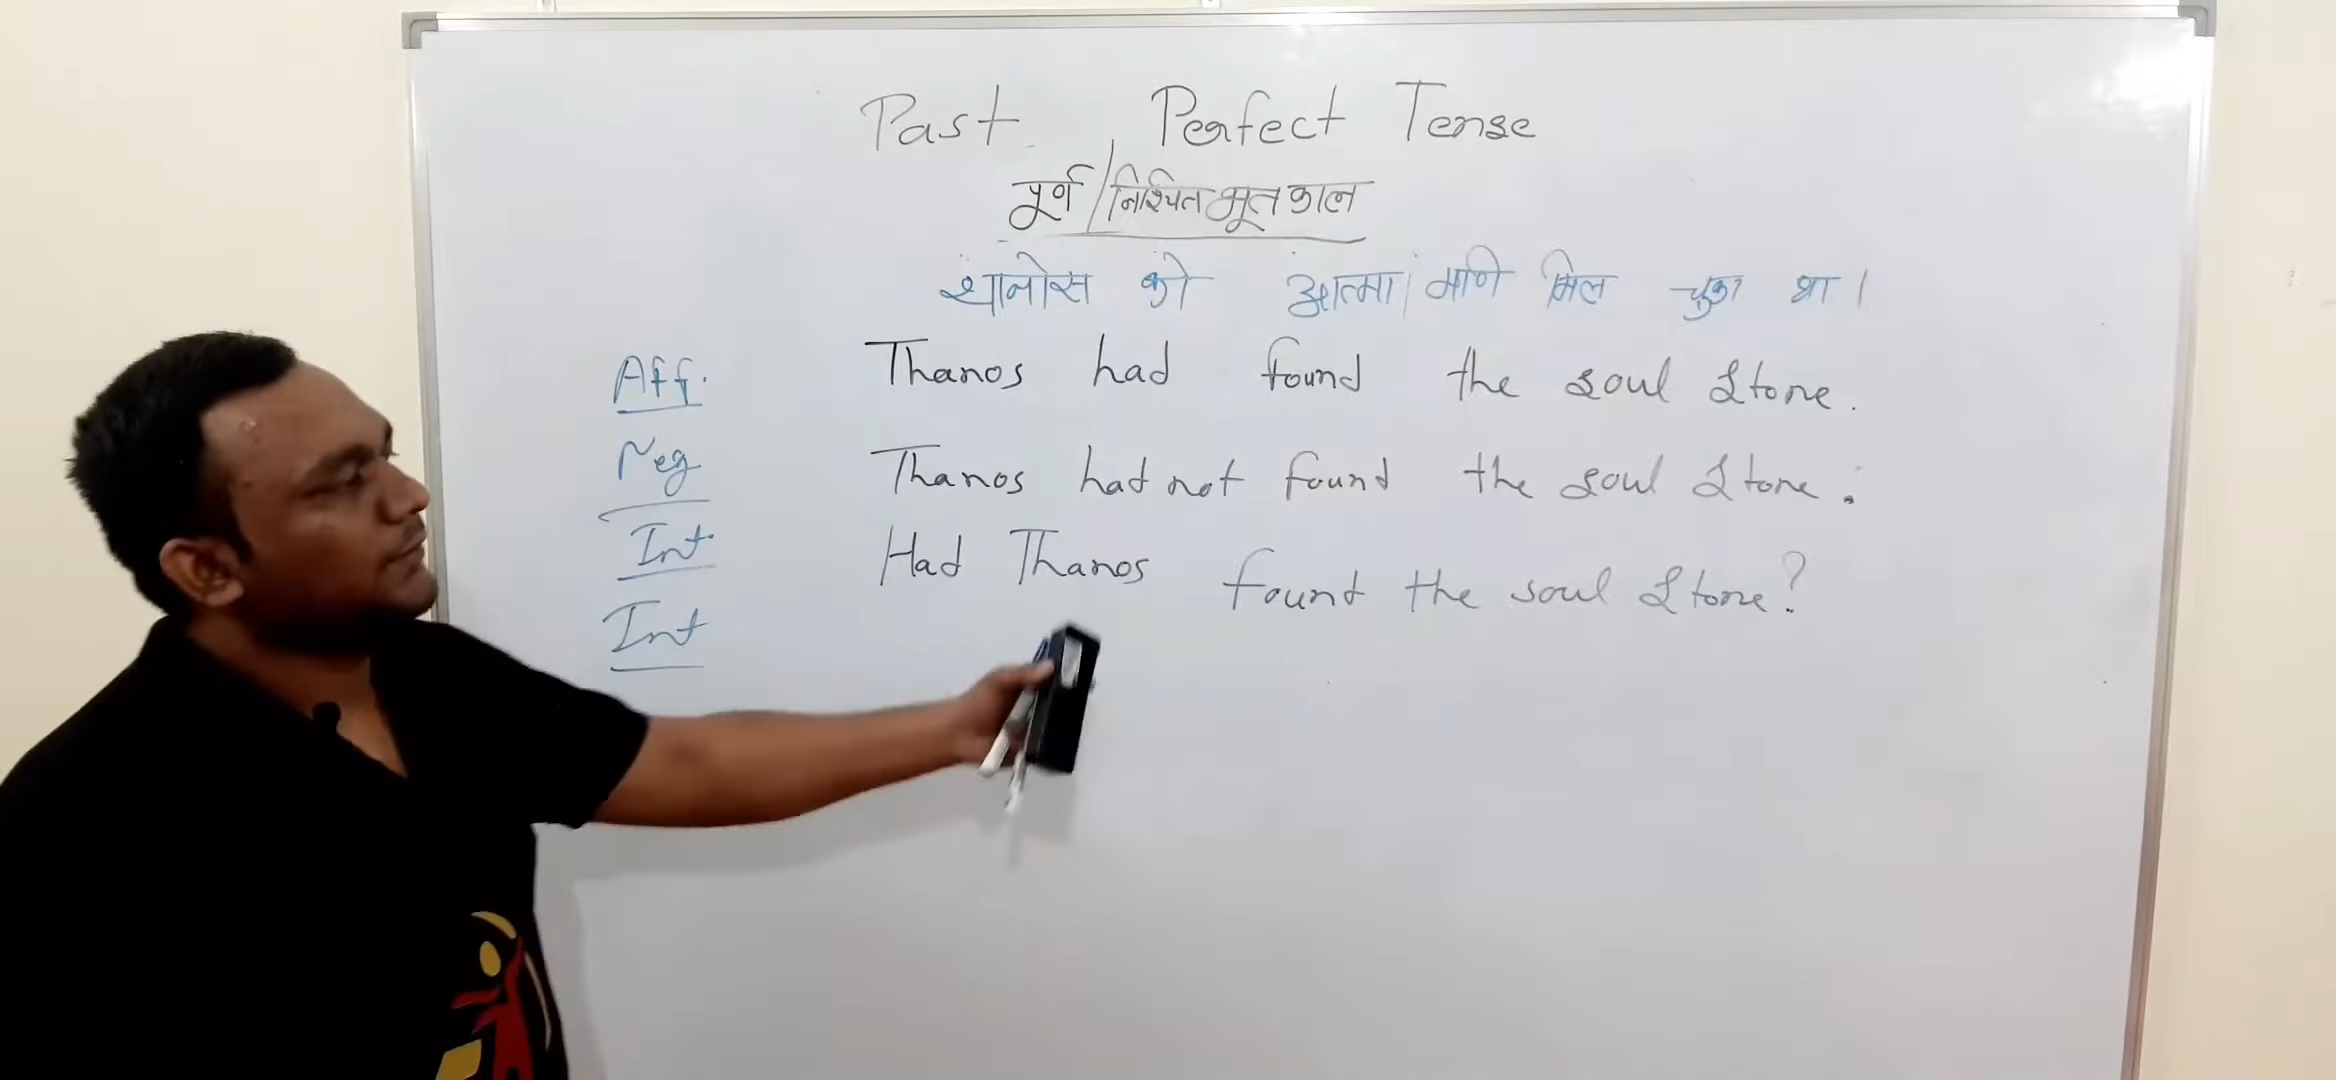 Past Perfect Tense
पूर्ण/निश्चित भूतकाल
थानोस को आत्मा मणि मिल चुका था।
Aff. Thanos had found the soul stone.
Neg Thanos had not found the soul stone.
Int. Had Thanos found the soul stone?
Int